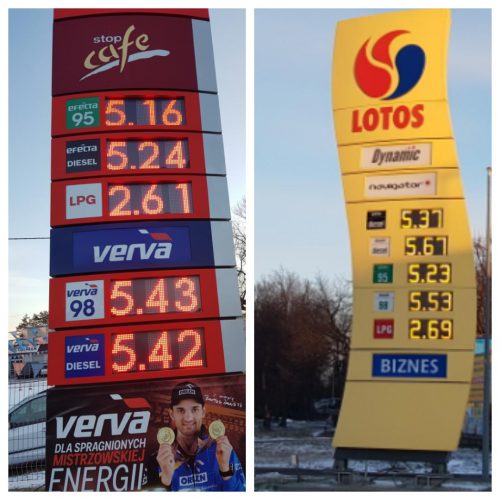 stop
cafe
EFECTA
95 5.16
EFECTA
DIESEL 5.24
LPG 2.61
verva
verva
98 5.43
verva
DIESEL 5.42
verva
DLA SPRAGNIONYCH
MISTRZOWSKIEJ
ENERGII
ORLEN
LOTOS
Dynamic
navigator
5.37
5.67
95 5.23
98 5.53
LPG 2.69
BIZNES